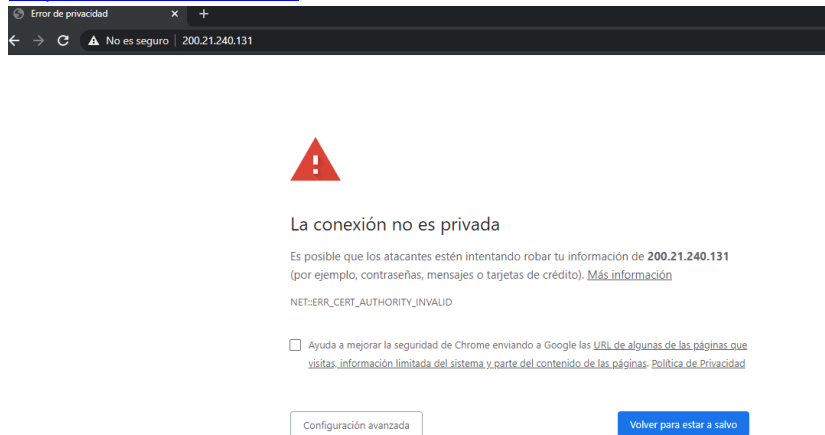 Error de privacidad
No es seguro | 200.21.240.131
La conexión no es privada
Es posible que los atacantes estén intentando robar tu información de 200.21.240.131
(por ejemplo, contraseñas, mensajes o tarjetas de crédito). Más información
NET::ERR_CERT_AUTHORITY_INVALID
Ayuda a mejorar la seguridad de Chrome enviando a Google las URL de algunas de las páginas que
visitas, información limitada del sistema y parte del contenido de las páginas. Política de Privacidad
Configuración avanzada
Volver para estar a salvo